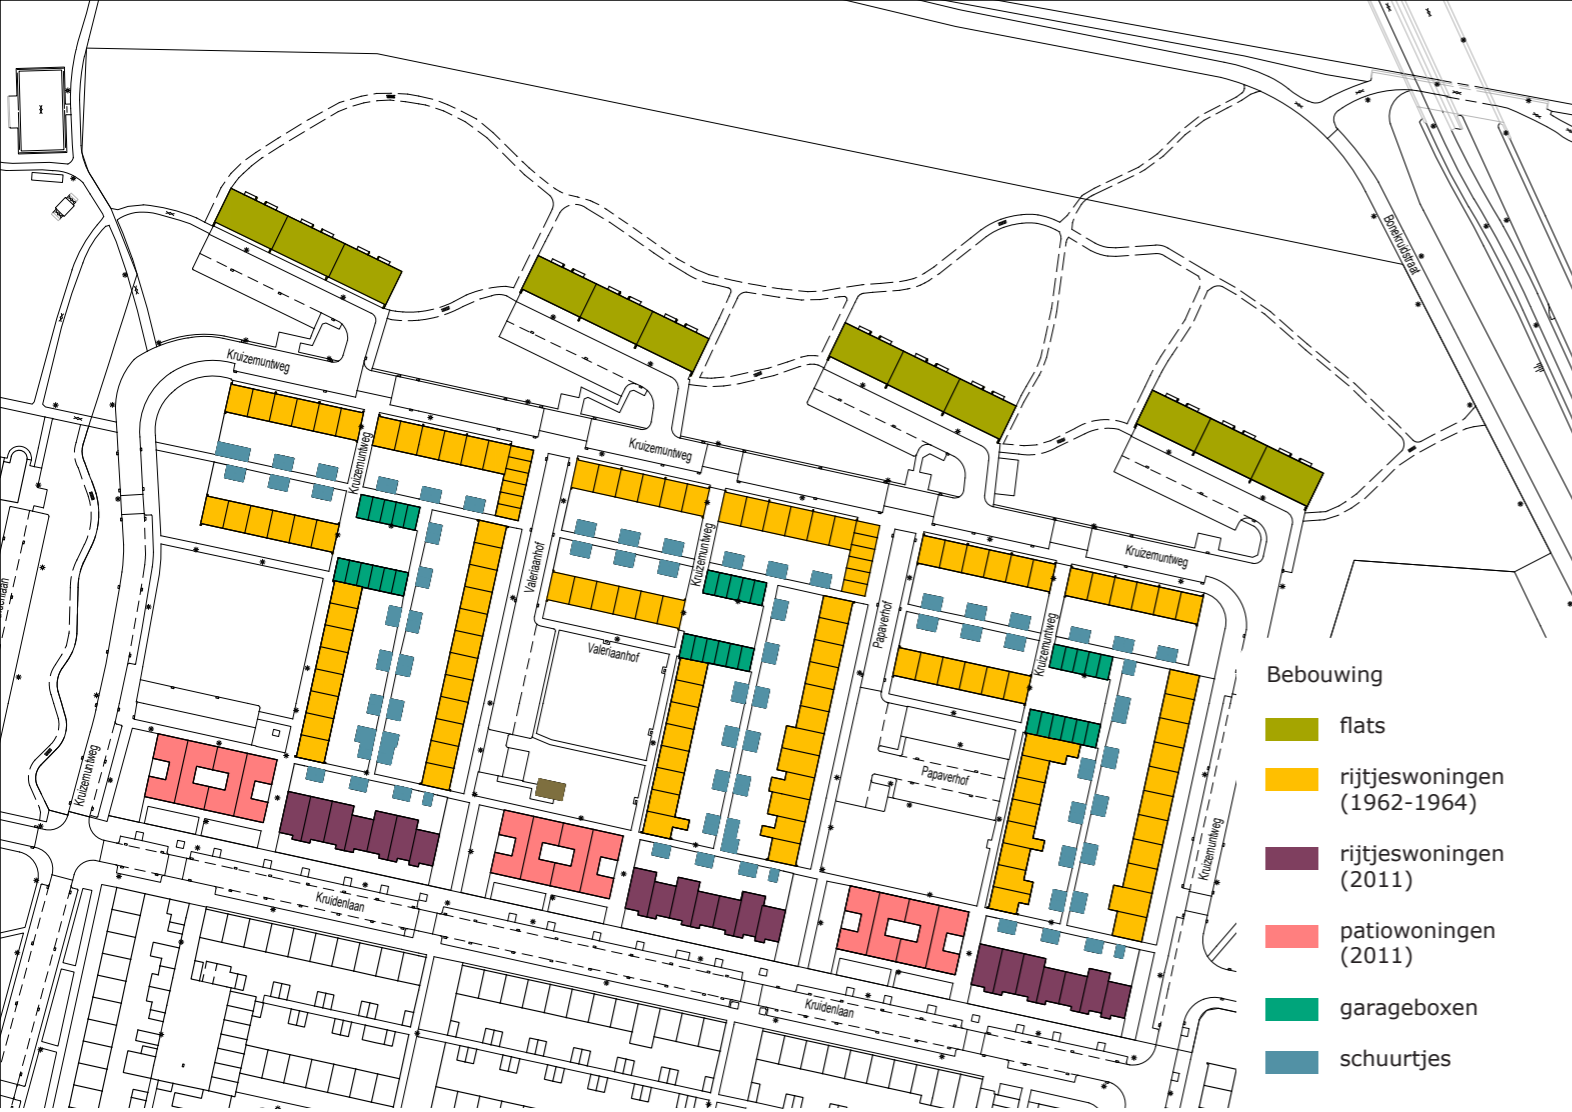 Bonekruidstraat
Kruizemuntweg
Kruizemuntweg
Kruizemuntweg
Valeriaanhof
Kruizemuntweg
Kruizemuntweg
Papaverhof
Kruizemuntweg
Valeriaanhof
Papaverhof
Kruizemuntweg
Kruizemuntweg
Kruidenlaan
Kruidenlaan
Bebouwing
flats
rijtjeswoningen
(1962-1964)
rijtjeswoningen
(2011)
patiowoningen
(2011)
garageboxen
schuurtjes